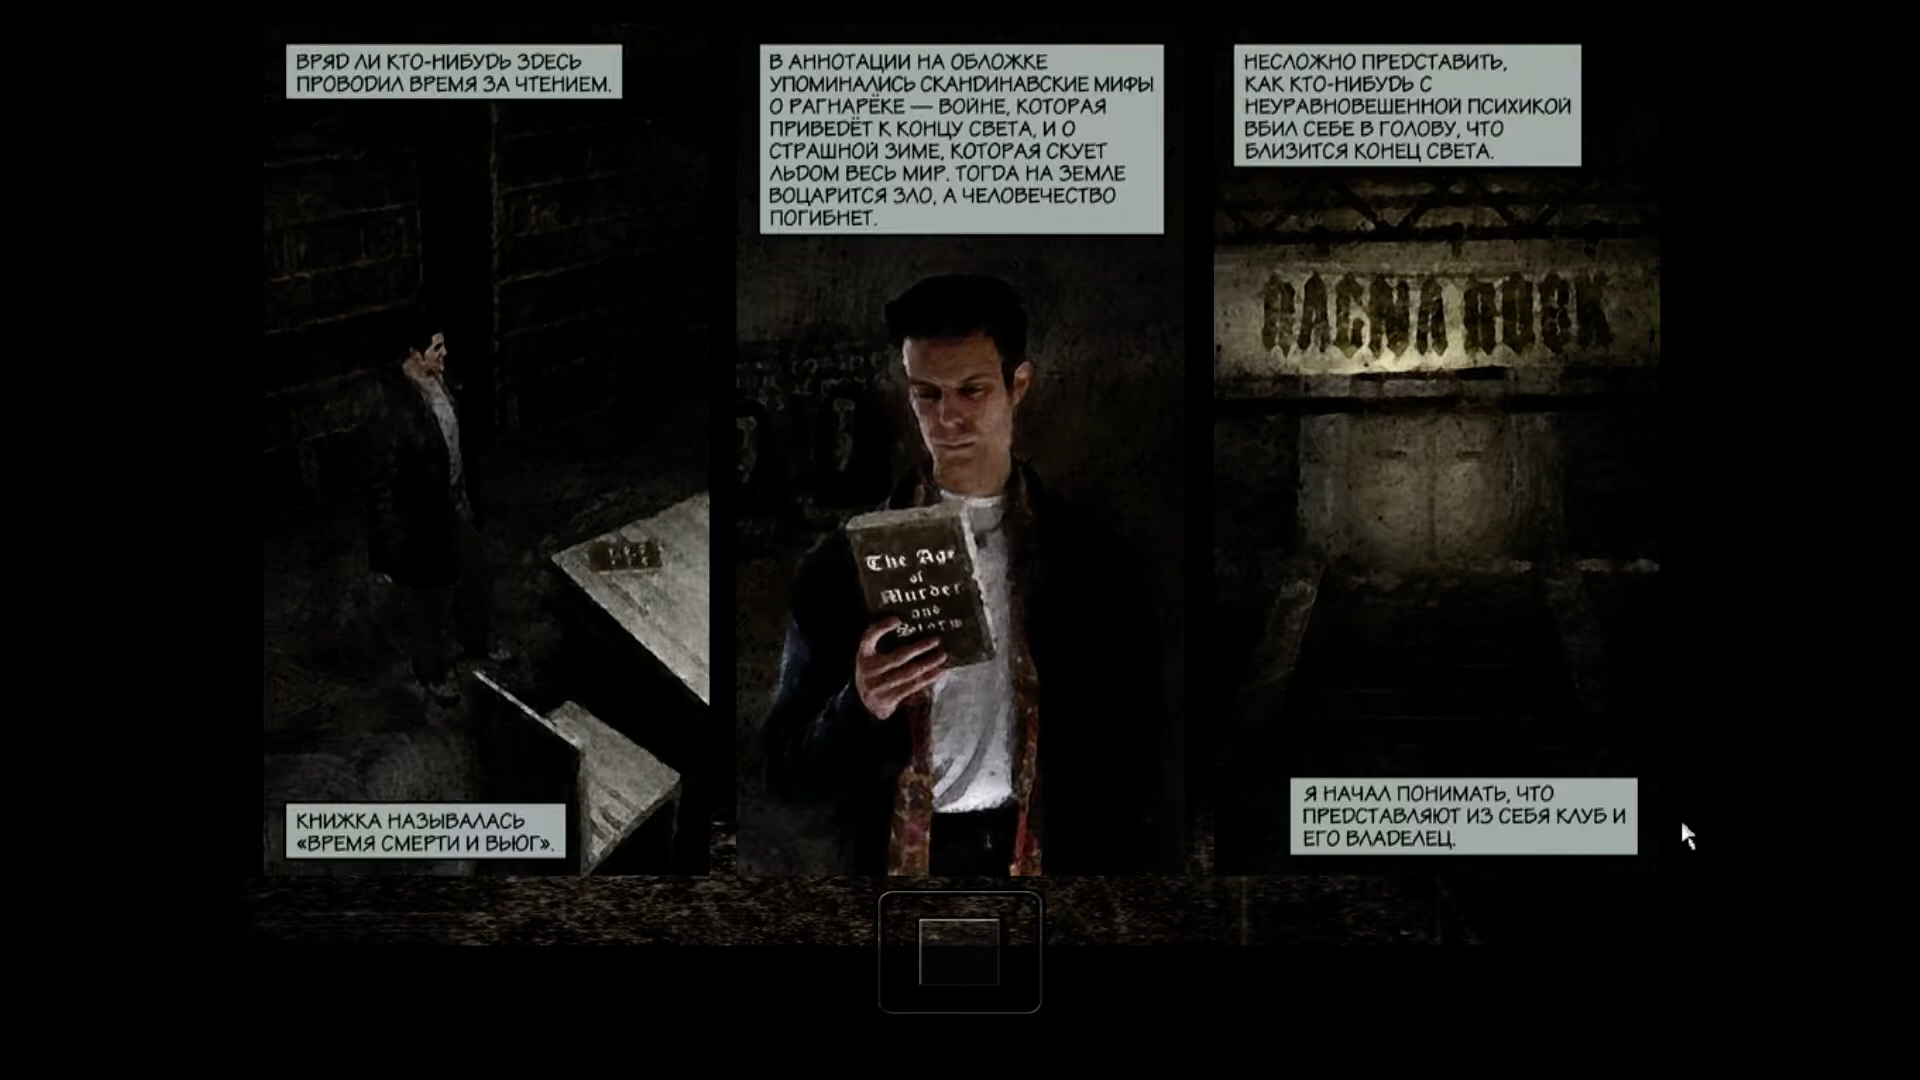 ВРЯД ЛИ КТО-НИБУДЬ ЗДЕСЬ
ПРОВОДИЛ ВРЕМЯ ЗА ЧТЕНИЕМ.
КНИЖКА НАЗЫВАЛАСЬ
«ВРЕМЯ СМЕРТИ И ВЬЮГ».
В АННОТАЦИИ НА ОБЛОЖКЕ
УПОМИНАЛИСЬ СКАНДИНАВСКИЕ МИФЫ
О РАГНАРЁКЕ — ВОЙНЕ, КОТОРАЯ
ПРИВЕДЁТ К КОНЦУ СВЕТА, И О
СТРАШНОЙ ЗИМЕ, КОТОРАЯ СКУЕТ
ЛЬДОМ ВЕСЬ МИР. ТОГДА НА ЗЕМЛЕ
ВОЦАРИТСЯ ЗЛО, А ЧЕЛОВЕЧЕСТВО
ПОГИБНЕТ.
The Age
of
Murder
and
Storm
НЕСЛОЖНО ПРЕДСТАВИТЬ,
КАК КТО-НИБУДЬ С
НЕУРАВНОВЕШЕННОЙ ПСИХИКОЙ
ВБИЛ СЕБЕ В ГОЛОВУ, ЧТО
БЛИЗИТСЯ КОНЕЦ СВЕТА.
RAGNA ROCK
Я НАЧАЛ ПОНИМАТЬ, ЧТО
ПРЕДСТАВЛЯЮТ ИЗ СЕБЯ КЛУБ И
ЕГО ВЛАДЕЛЕЦ.